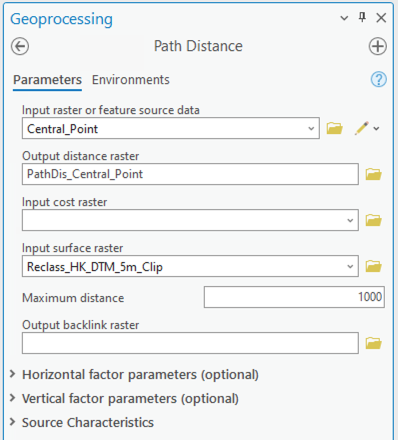 Geoprocessing
Path Distance
Parameters Environments
Input raster or feature source data
Central_Point
Output distance raster
PathDis_Central_Point
Input cost raster
Input surface raster
Reclass_HK_DTM_5m_Clip
Maximum distance 1000
Output backlink raster
Horizontal factor parameters (optional)
Vertical factor parameters (optional)
Source Characteristics